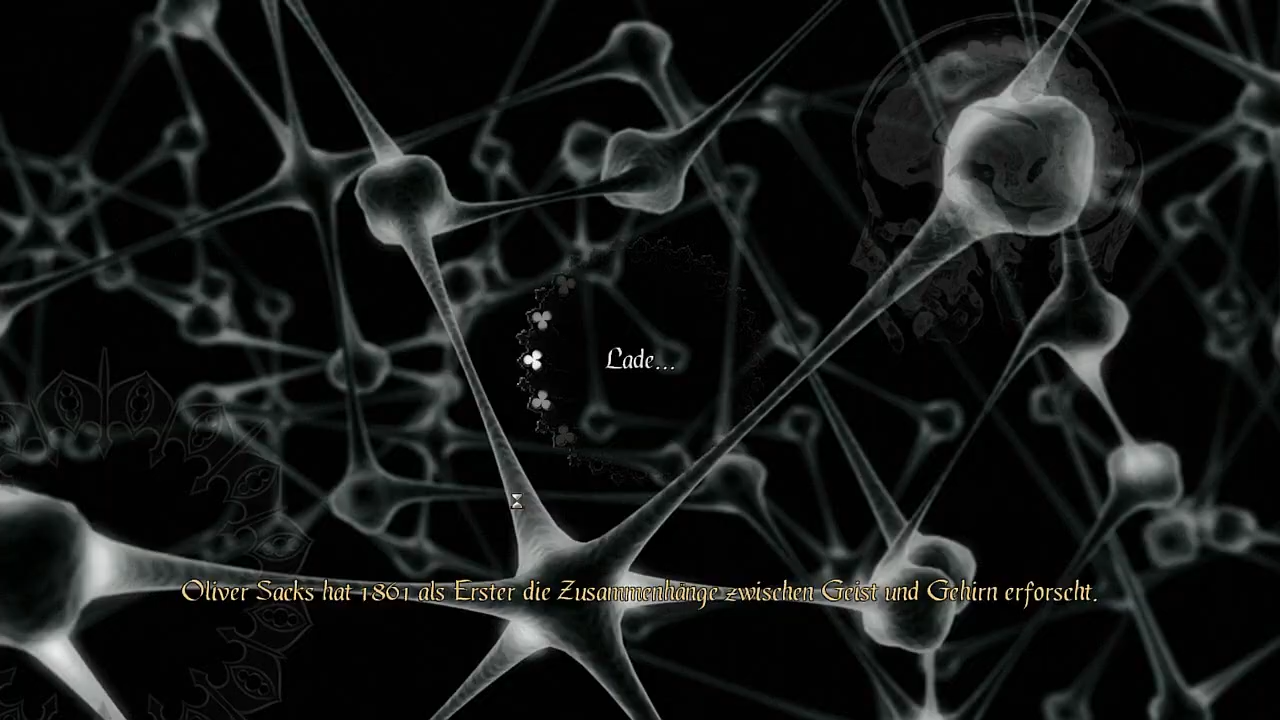 Lade...
Oliver Sacks hat 1861 als Erster die Zusammenhänge zwischen Geist und Gehirn erforscht.